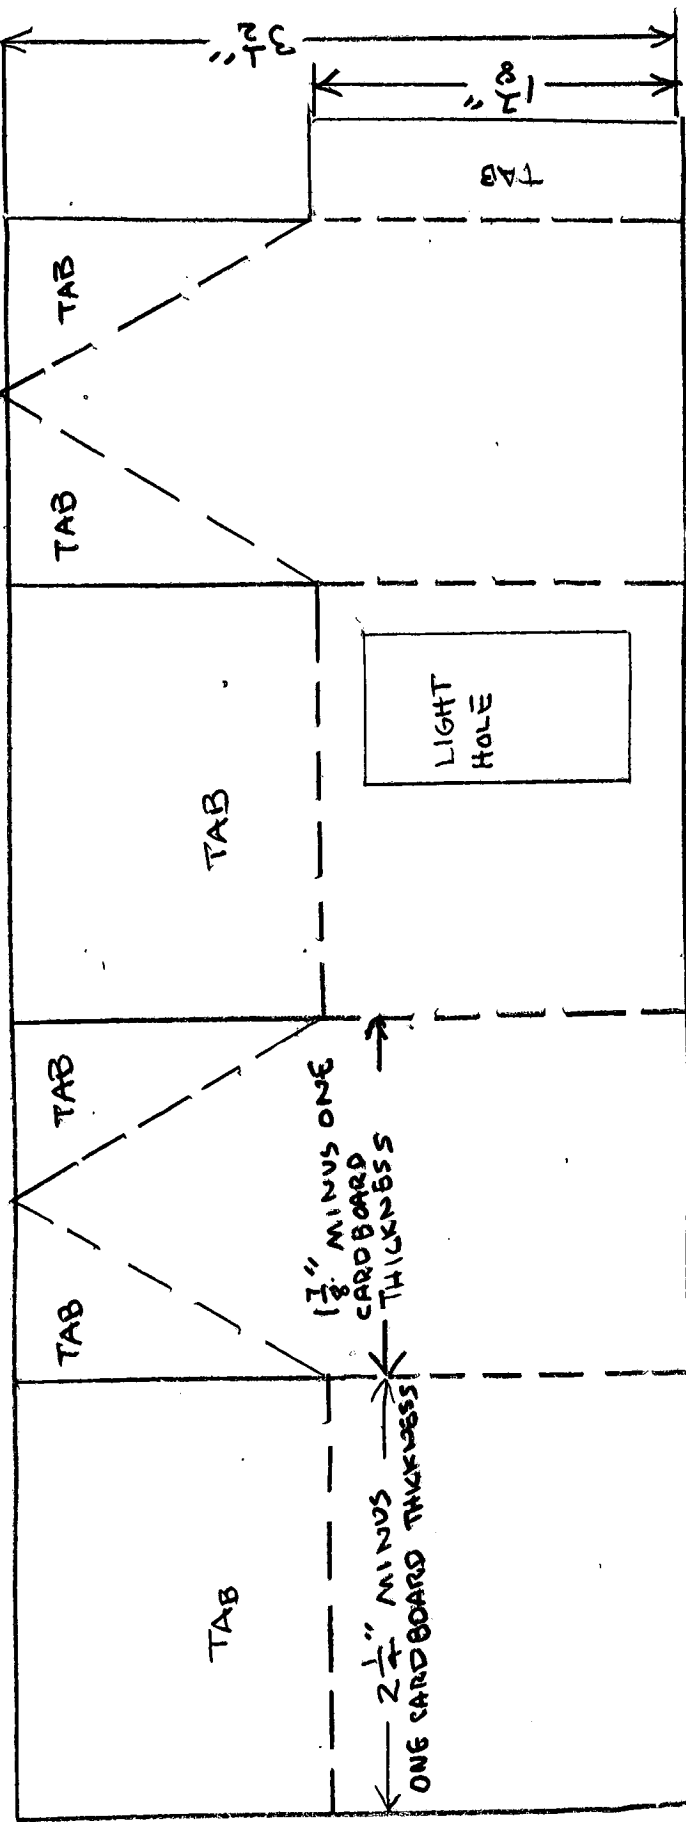 TAB
TAB
TAB
TAB
TAB
TAB
TAB
3 1/2"
1 7/8"
1 7/8" MINUS ONE
CARDBOARD
THICKNESS
2 1/4" MINUS
ONE CARDBOARD THICKNESS
LIGHT
HOLE